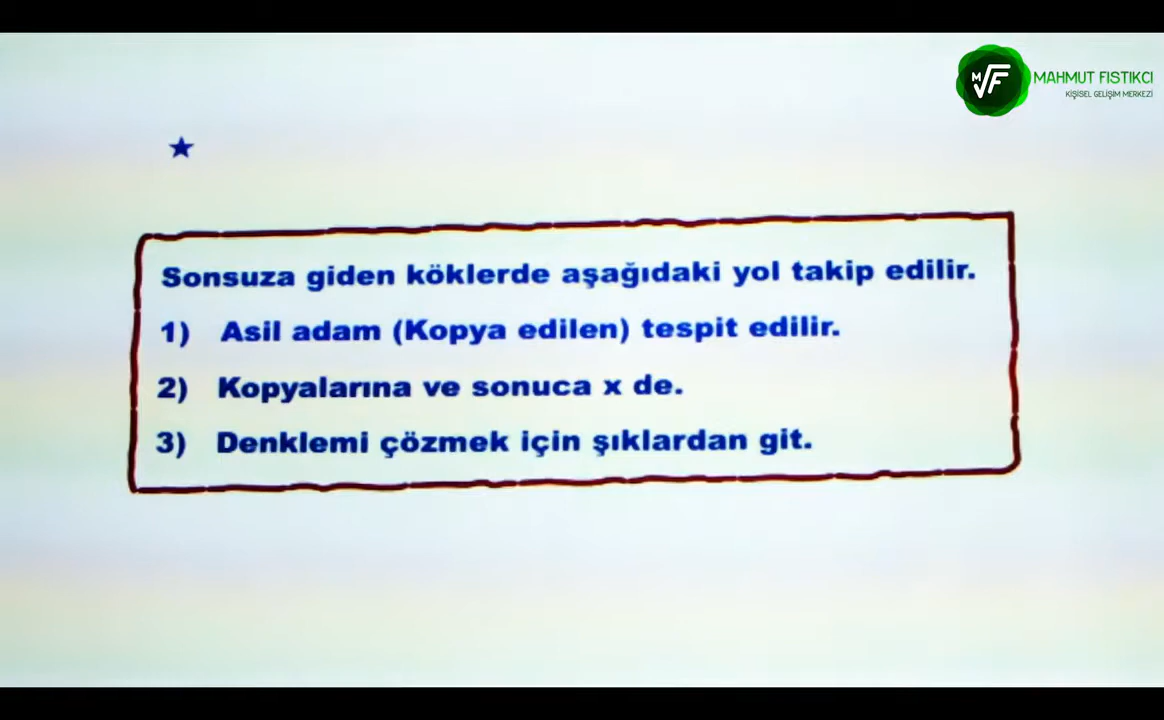 MVF
MAHMUT FISTIKCI
KİŞİSEL GELİŞİM MERKEZİ
Sonsuza giden köklerde aşağıdaki yol takip edilir.
1) Asil adam (Kopya edilen) tespit edilir.
2) Kopyalarına ve sonuca x de.
3) Denklemi çözmek için şıklardan git.